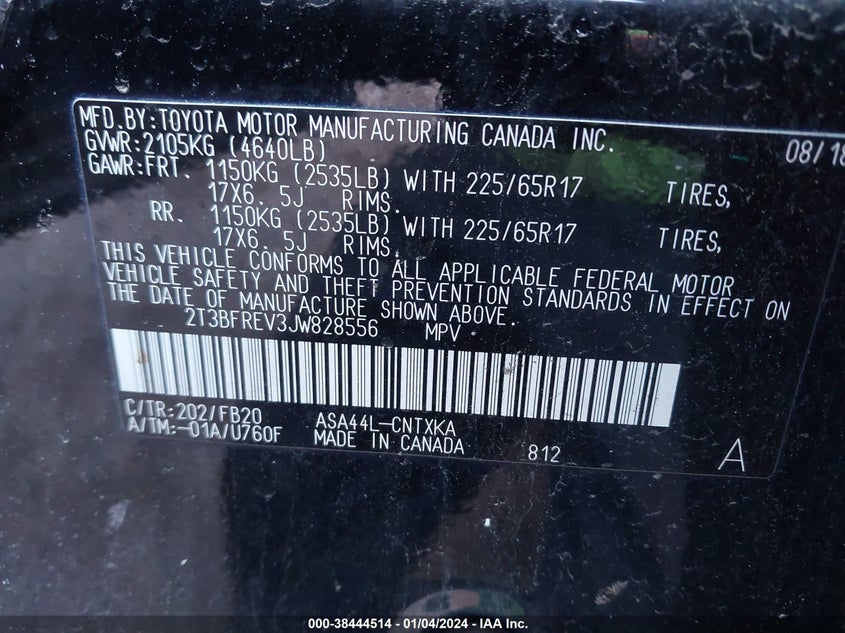 MFD.BY:TOYOTA MOTOR MANUFACTURING CANADA INC. 08/18
GVWR:2105KG (4640LB)
GAWR:FRT. 1150KG (2535LB) WITH 225/65R17 TIRES,
17X6. 5J RIMS.
RR. 1150KG (2535LB) WITH 225/65R17 TIRES,
17X6. 5J RIMS.
THIS VEHICLE CONFORMS TO ALL APPLICABLE FEDERAL MOTOR
VEHICLE SAFETY AND THEFT PREVENTION STANDARDS IN EFFECT ON
THE DATE OF MANUFACTURE SHOWN ABOVE.
2T3BFREV3JW828556 MPV
C/TR:202/FB20 ASA44L-CNTXKA
A/TM:-01A/U760F MADE IN CANADA 812 A
000-38444514 - 01/04/2024 - IAA Inc.